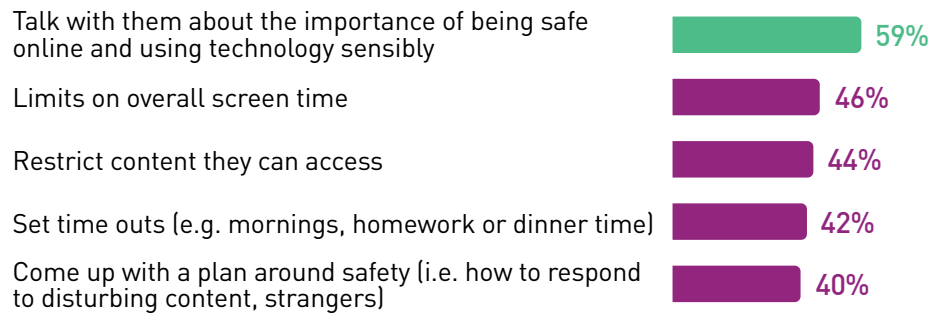 Talk with them about the importance of being safe
online and using technology sensibly
59%
Limits on overall screen time
46%
Restrict content they can access
44%
Set time outs (e.g. mornings, homework or dinner time)
42%
Come up with a plan around safety (i.e. how to respond
to disturbing content, strangers)
40%